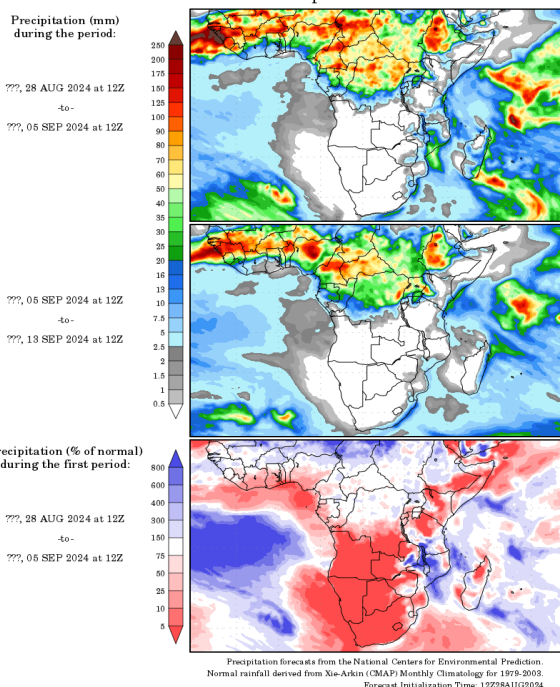 Precipitation (mm)
during the period:
250
200
175
150
125
100
90
80
70
60
50
40
35
30
25
20
16
13
10
7.5
5
2.5
2
1.5
1
0.5
???, 28 AUG 2024 at 12Z
-to-
???, 05 SEP 2024 at 12Z
???, 05 SEP 2024 at 12Z
-to-
???, 13 SEP 2024 at 12Z
recipitation (% of normal)
during the first period:
800
600
400
300
150
75
50
25
10
5
???, 28 AUG 2024 at 12Z
-to-
???, 05 SEP 2024 at 12Z
Precipitation forecasts from the National Centers for Environmental Prediction.
Normal rainfall derived from Xie-Arkin (CMAP) Monthly Climatology for 1979-2003.
Forecast Initialization Time: 12Z28AUG2024